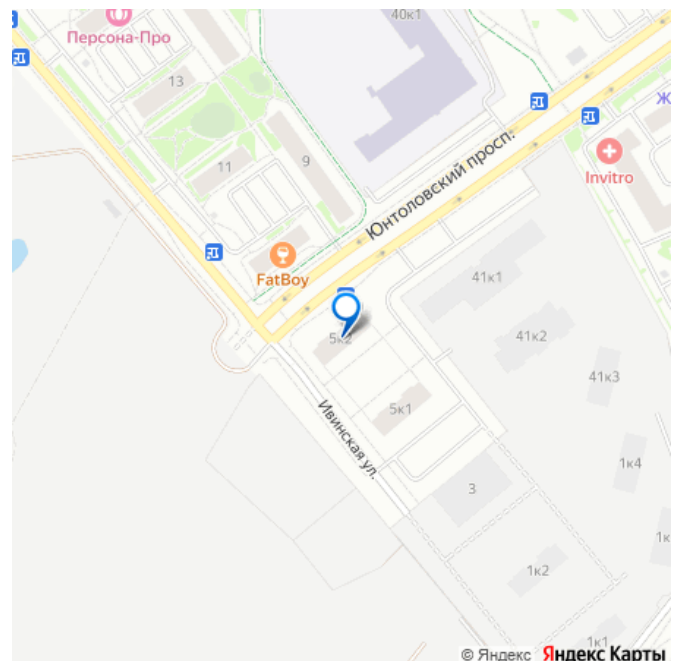 40к1
Персона-Про
13
Ж
9
11
Юнтоловский просп.
Invitro
FatBoy
41к1
5к2
41к2
41к3
5к1
Ивинская ул.
1к4
3
1к
1к2
1к1
© Яндекс Яндекс Карты